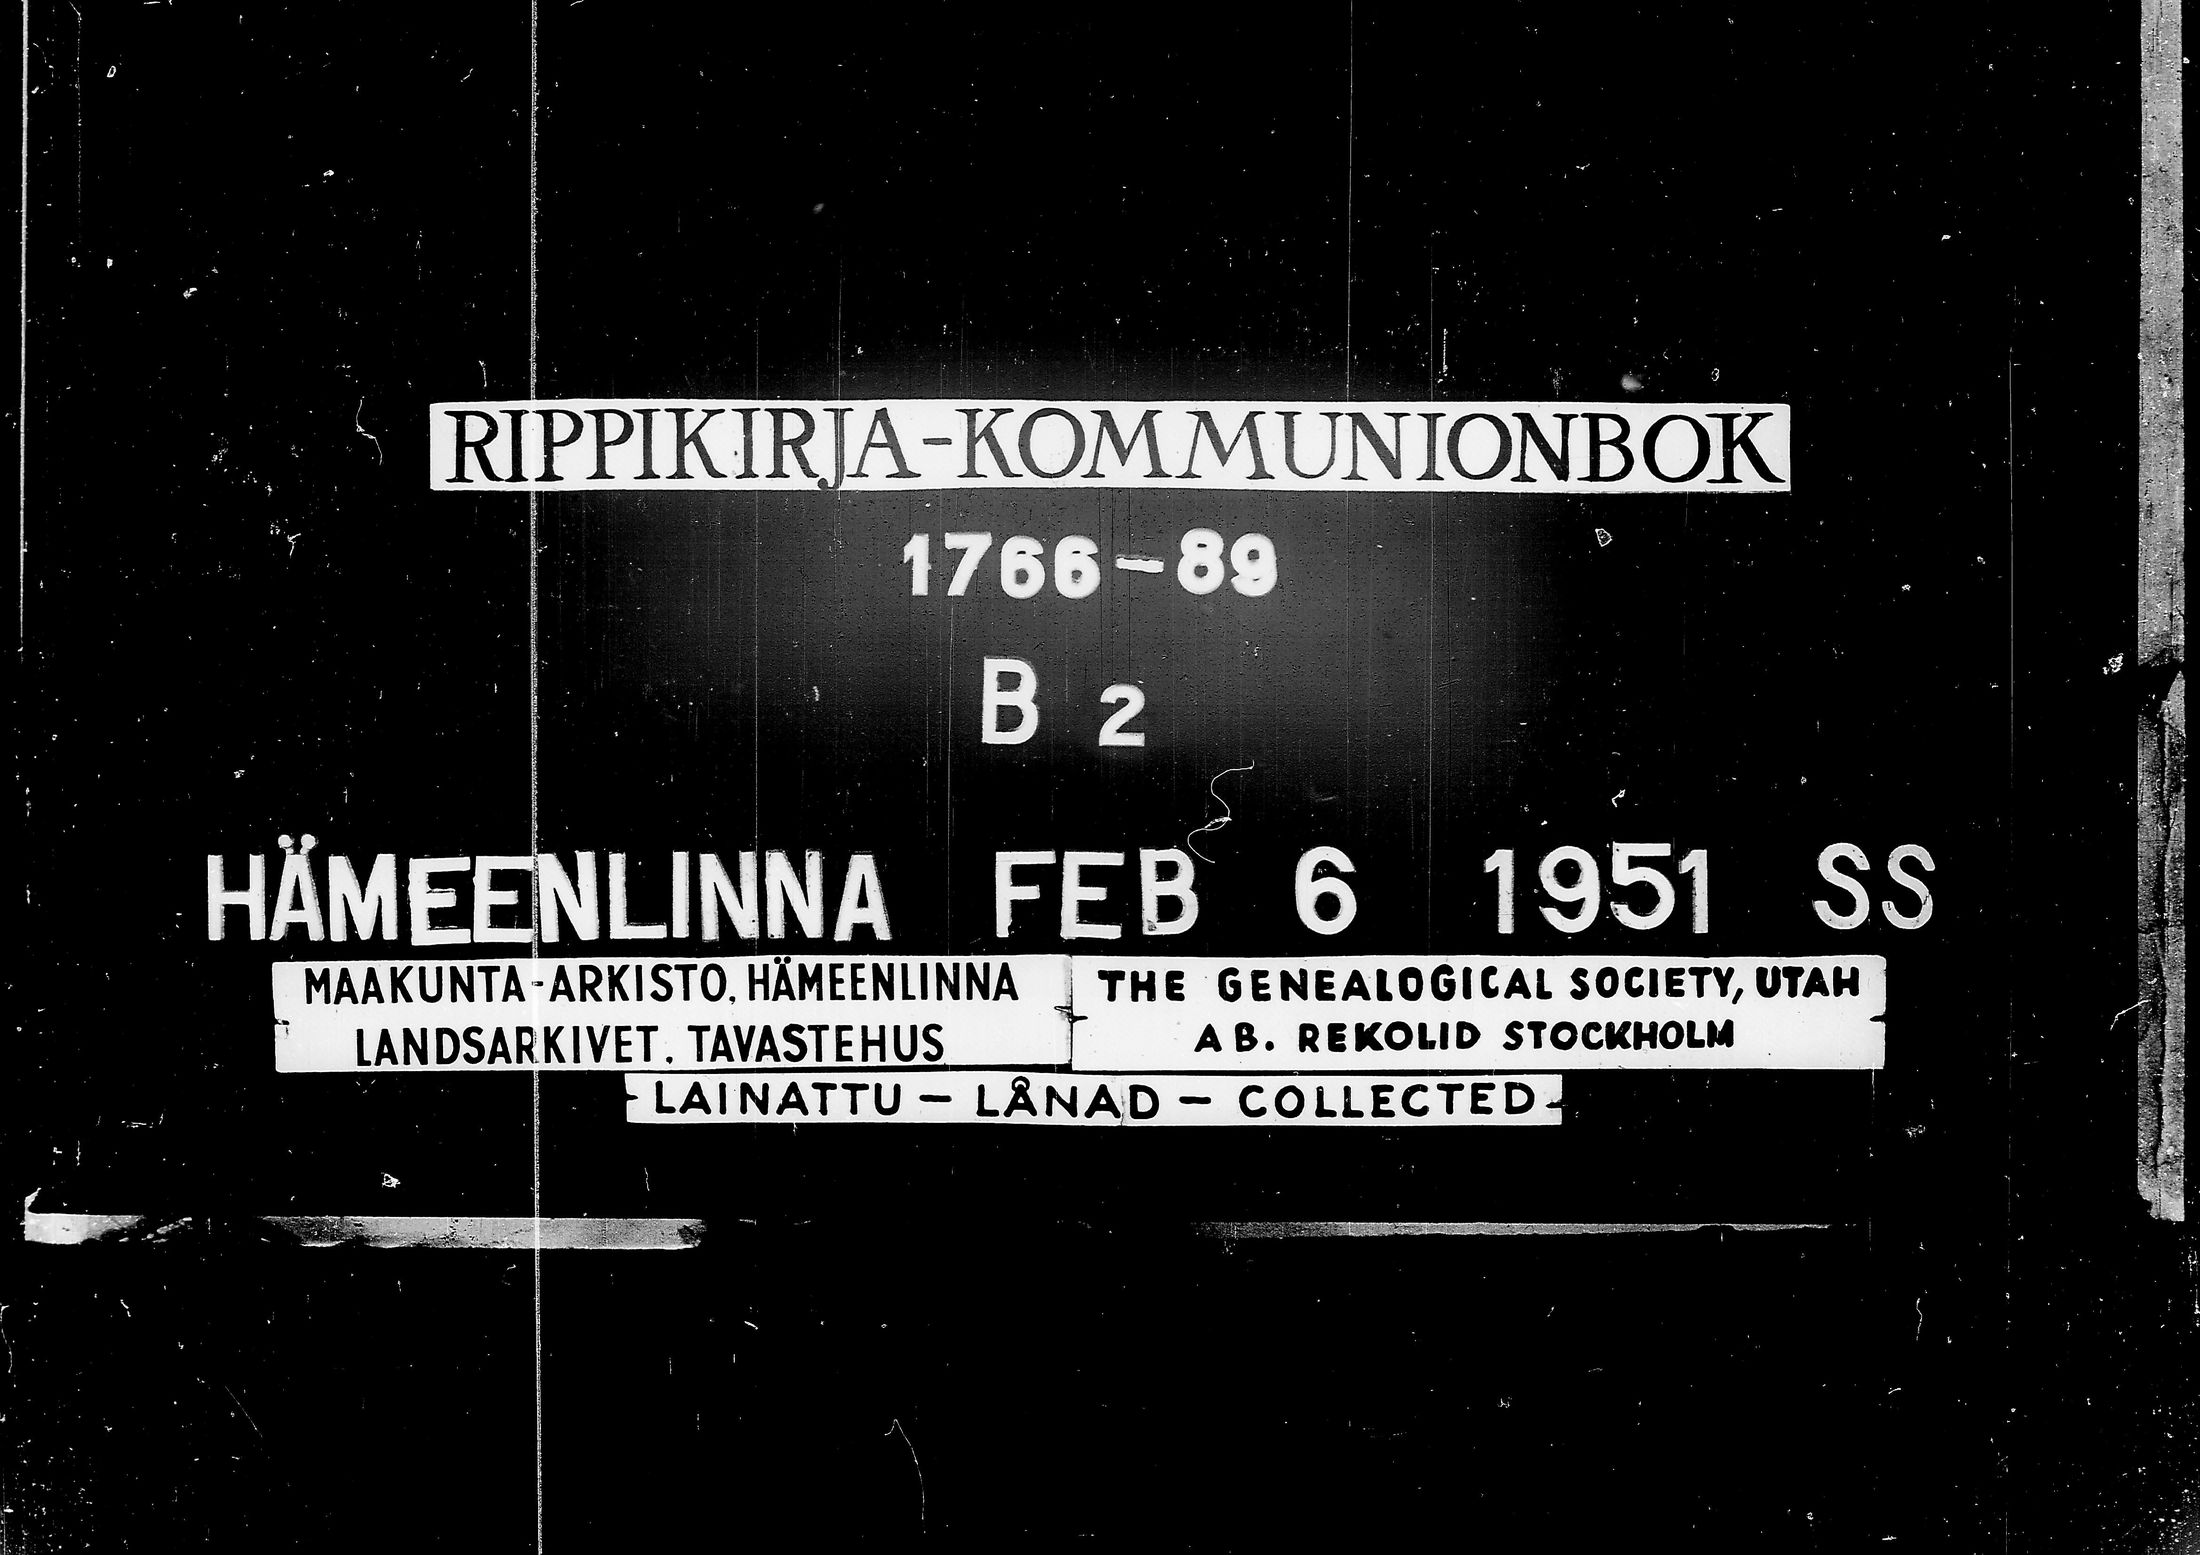 RIPPIKIRJA-KOMMUNIONBOK
1766-89
B 2
HÄMEENLINNA FEB 6 1951 SS
MAAKUNTA-ARKISTO, HÄMEENLINNA
LANDSARKIVET, TAVASTEHUS
THE GENEALOGICAL SOCIETY, UTAH
AB. REKOLID STOCKHOLM
LAINATTU - LÅNAD - COLLECTED